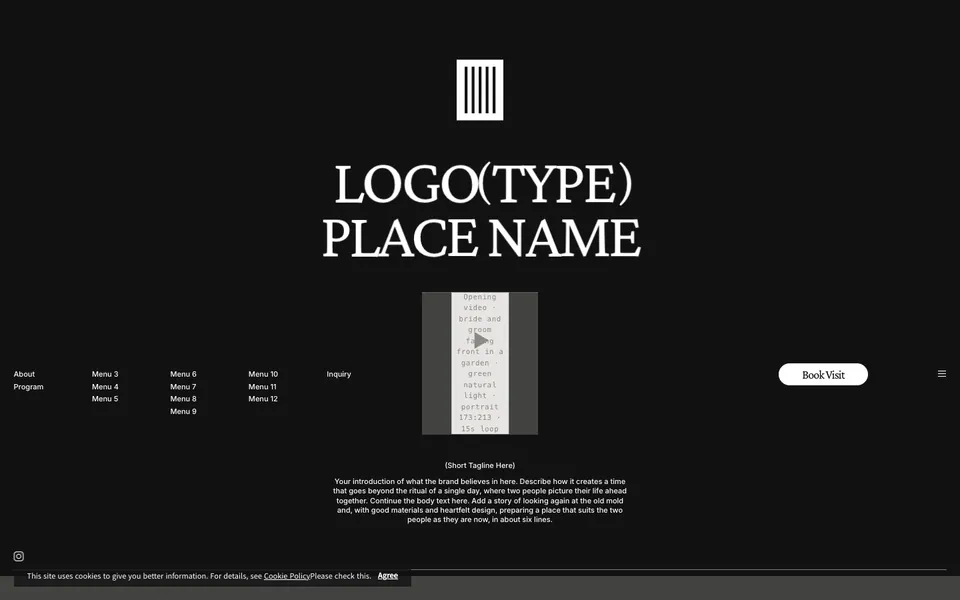 LOGO(TYPE)
PLACE NAME
Opening
video ·
bride and
groom
facing
front in a
garden ·
green
natural
light ·
portrait
173:213 ·
15s loop
About
Program
Menu 3
Menu 4
Menu 5
Menu 6
Menu 7
Menu 8
Menu 9
Menu 10
Menu 11
Menu 12
Inquiry
Book Visit
(Short Tagline Here)
Your introduction of what the brand believes in here. Describe how it creates a time
that goes beyond the ritual of a single day, where two people picture their life ahead
together. Continue the body text here. Add a story of looking again at the old mold
and, with good materials and heartfelt design, preparing a place that suits the two
people as they are now, in about six lines.
This site uses cookies to give you better information. For details, see Cookie PolicyPlease check this. Agree